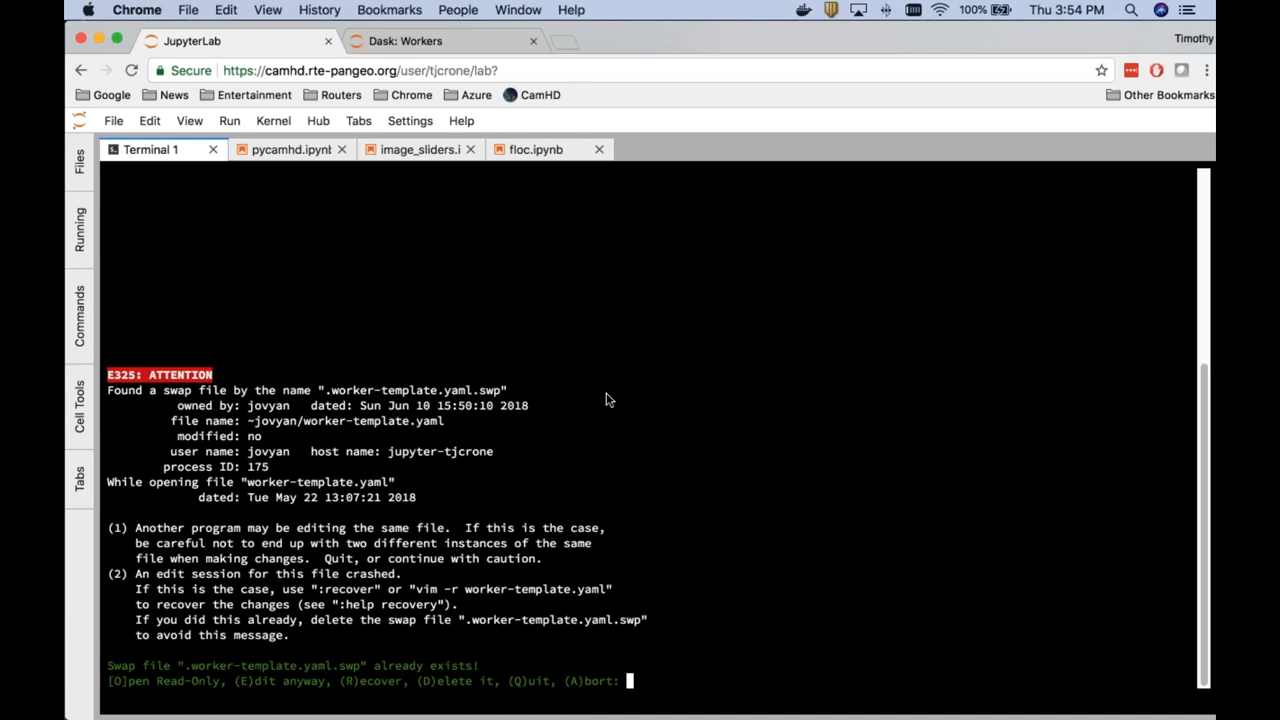 Chrome File Edit View History Bookmarks People Window Help 100% Thu 3:54 PM
JupyterLab Dask: Workers Timothy
Secure https://camhd.rte-pangeo.org/user/tjcrone/lab?
Google News Entertainment Routers Chrome Azure CamHD Other Bookmarks
File Edit View Run Kernel Hub Tabs Settings Help
Terminal 1 pycamhd.ipynb image_sliders.i floc.ipynb
Files
Running
Commands
Cell Tools
Tabs
E325: ATTENTION
Found a swap file by the name ".worker-template.yaml.swp"
owned by: jovyan dated: Sun Jun 10 15:50:10 2018
file name: ~jovyan/worker-template.yaml
modified: no
user name: jovyan host name: jupyter-tjcrone
process ID: 175
While opening file "worker-template.yaml"
dated: Tue May 22 13:07:21 2018
(1) Another program may be editing the same file. If this is the case,
be careful not to end up with two different instances of the same
file when making changes. Quit, or continue with caution.
(2) An edit session for this file crashed.
If this is the case, use ":recover" or "vim -r worker-template.yaml"
to recover the changes (see ":help recovery").
If you did this already, delete the swap file ".worker-template.yaml.swp"
to avoid this message.
Swap file ".worker-template.yaml.swp" already exists!
[O]pen Read-Only, (E)dit anyway, (R)ecover, (D)elete it, (Q)uit, (A)bort: